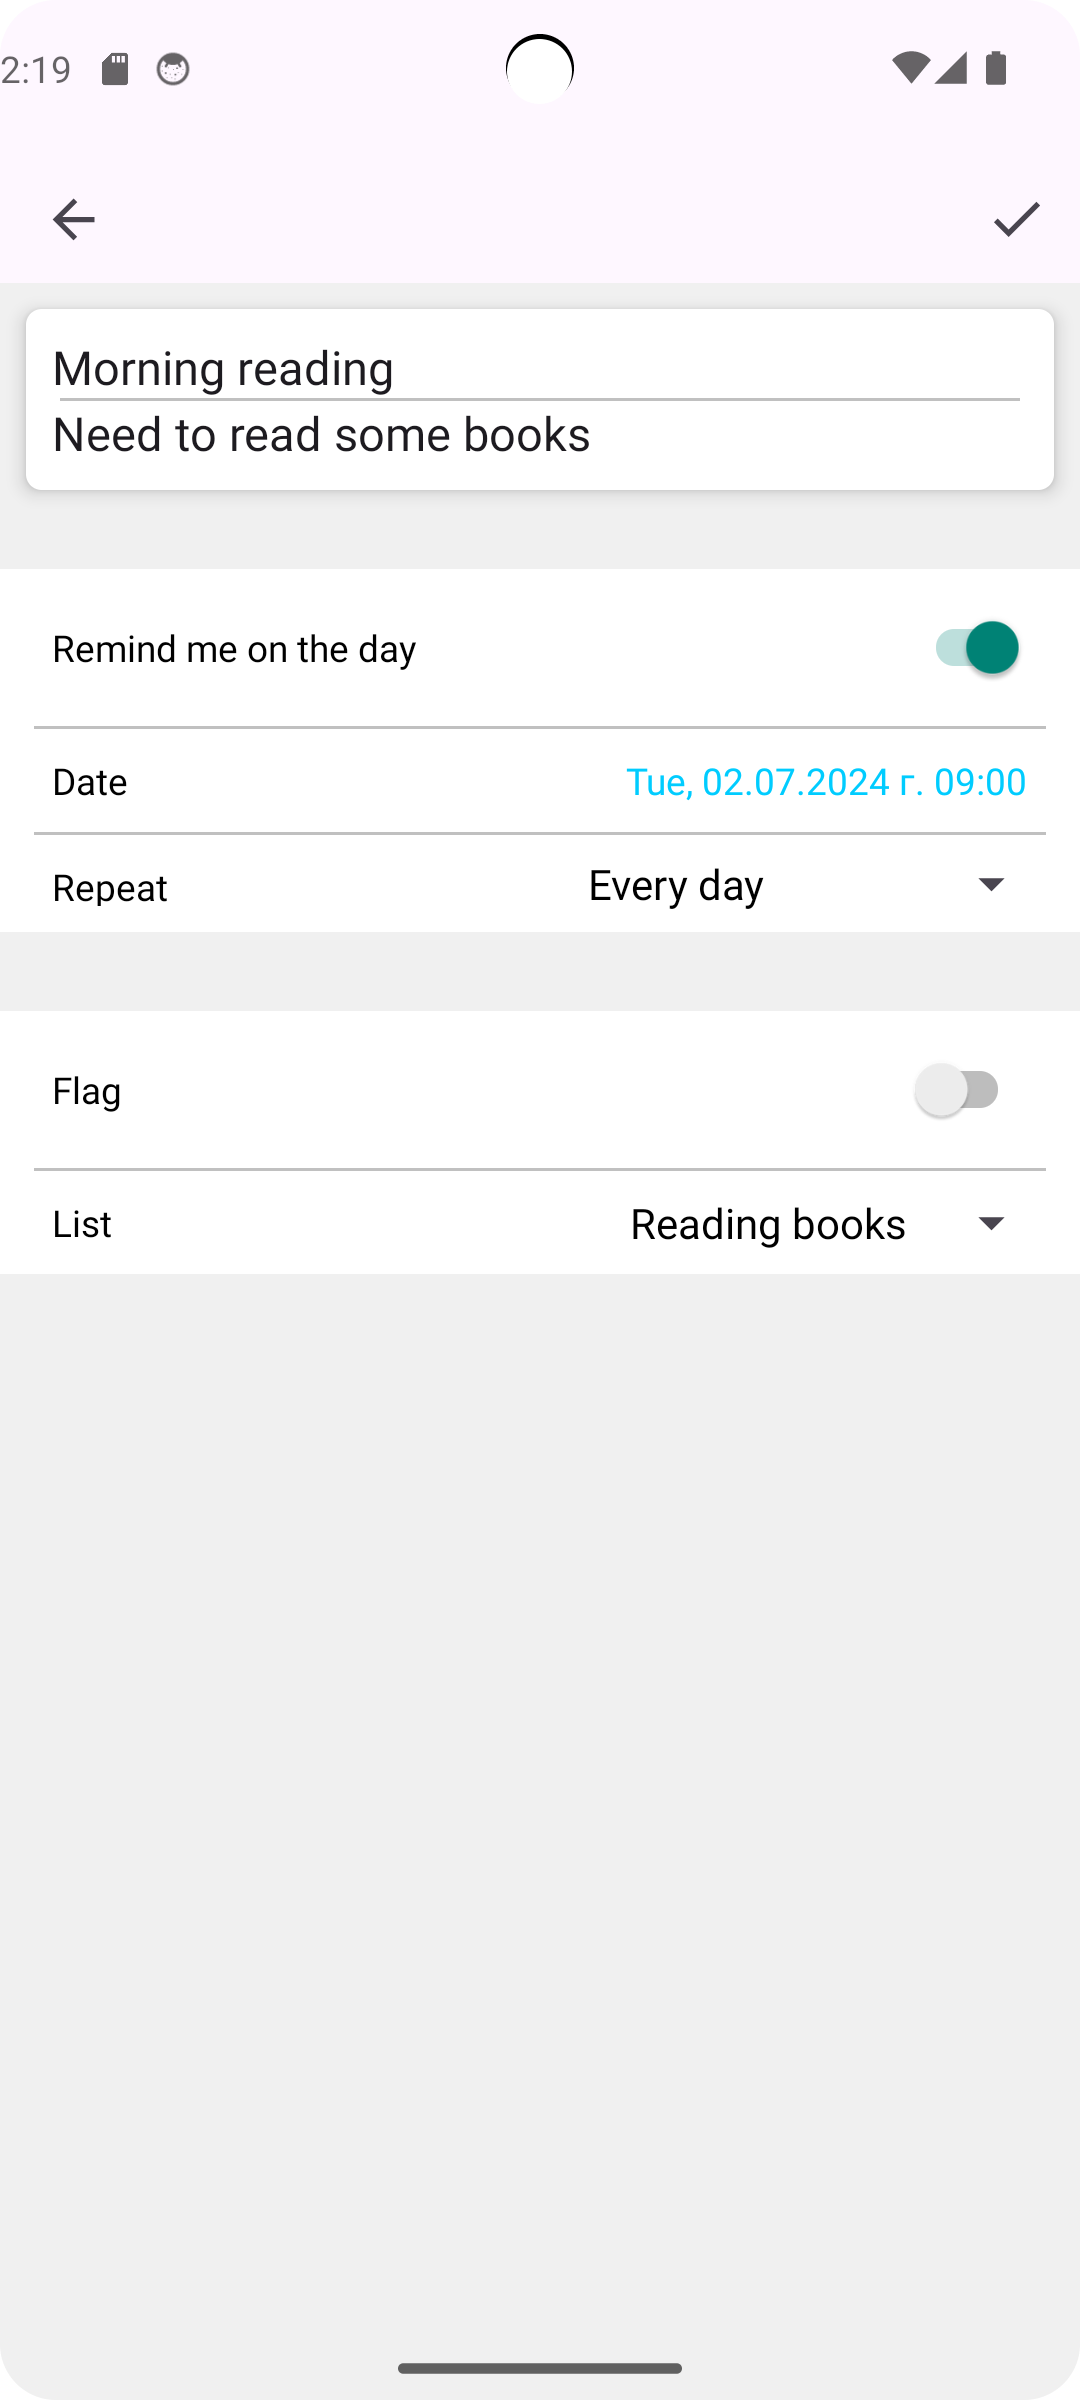 2:19
Morning reading
Need to read some books
Remind me on the day
Date
Tue, 02.07.2024 г. 09:00
Repeat
Every day
Flag
List
Reading books